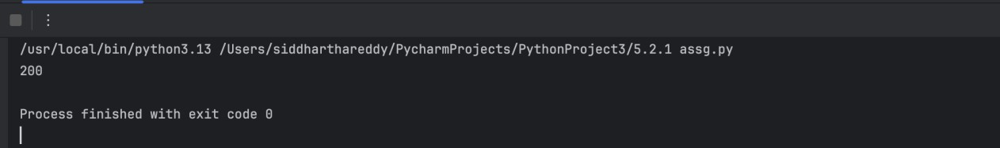 /usr/local/bin/python3.13 /Users/siddharthareddy/PycharmProjects/PythonProject3/5.2.1 assg.py
200
Process finished with exit code 0